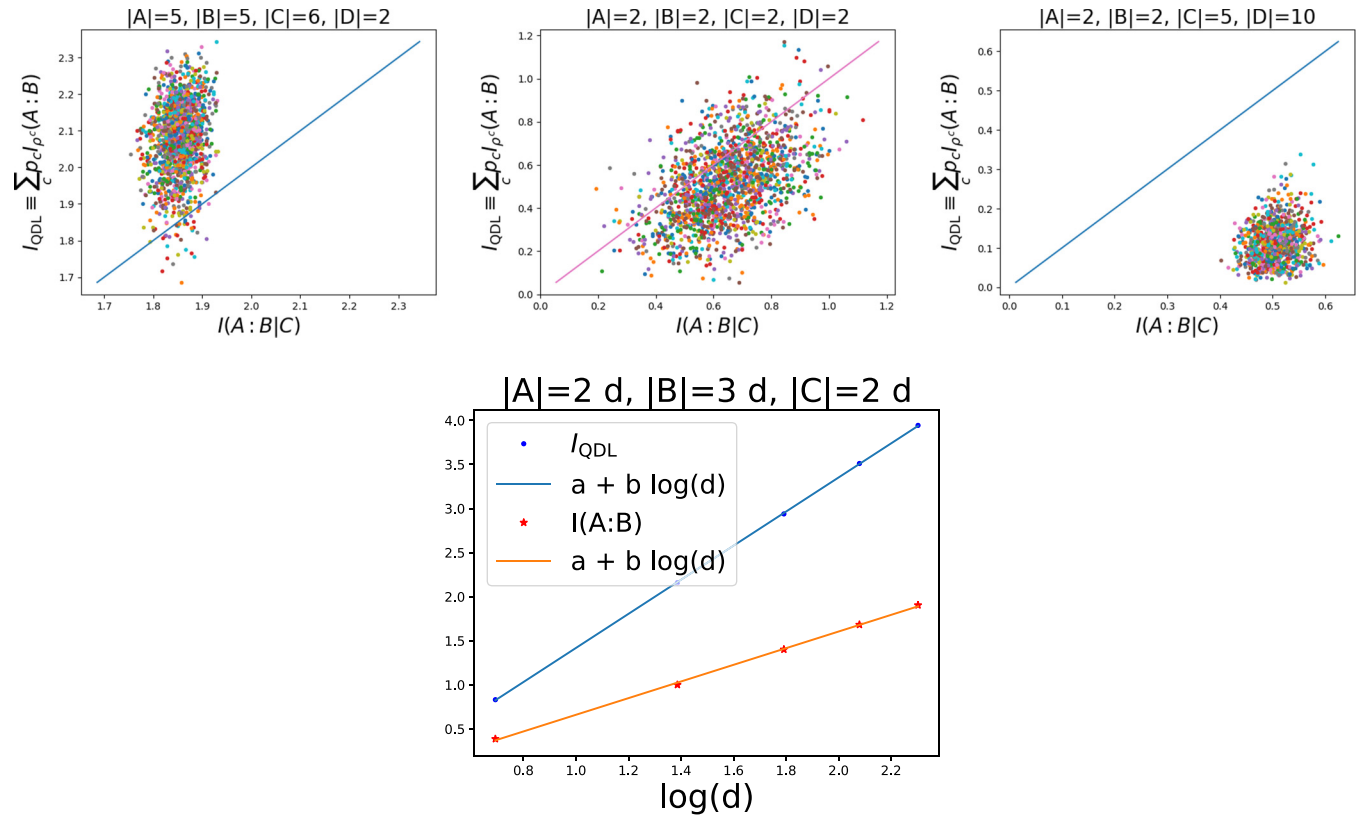 |A|=5, |B|=5, |C|=6, |D|=2
I_QDL ≡ ∑_c p_c I_ρ^c (A : B)
2.3
2.2
2.1
2.0
1.9
1.8
1.7
1.7 1.8 1.9 2.0 2.1 2.2 2.3
I(A : B|C)
|A|=2, |B|=2, |C|=2, |D|=2
I_QDL ≡ ∑_c p_c I_ρ^c (A : B)
1.2
1.0
0.8
0.6
0.4
0.2
0.0
0.0 0.2 0.4 0.6 0.8 1.0 1.2
I(A : B|C)
|A|=2, |B|=2, |C|=5, |D|=10
I_QDL ≡ ∑_c p_c I_ρ^c (A : B)
0.6
0.5
0.4
0.3
0.2
0.1
0.0
0.0 0.1 0.2 0.3 0.4 0.5 0.6
I(A : B|C)
|A|=2 d, |B|=3 d, |C|=2 d
I_QDL
a + b log(d)
I(A:B)
a + b log(d)
4.0
3.5
3.0
2.5
2.0
1.5
1.0
0.5
0.8 1.0 1.2 1.4 1.6 1.8 2.0 2.2
log(d)